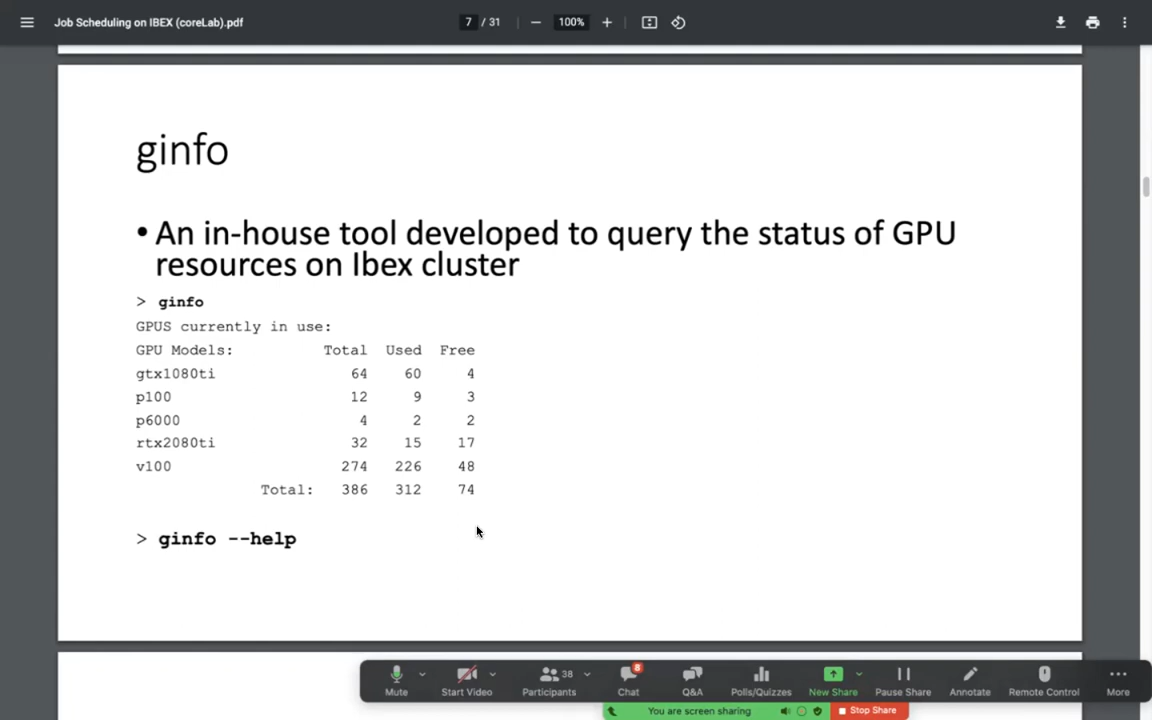 Job Scheduling on IBEX (coreLab).pdf
7 / 31
100%
ginfo
• An in-house tool developed to query the status of GPU
resources on Ibex cluster
> ginfo
GPUS currently in use:
GPU Models: Total Used Free
gtx1080ti 64 60 4
p100 12 9 3
p6000 4 2 2
rtx2080ti 32 15 17
v100 274 226 48
Total: 386 312 74
> ginfo --help
38
8
Mute Start Video Participants Chat Q&A Polls/Quizzes New Share Pause Share Annotate Remote Control More
You are screen sharing Stop Share